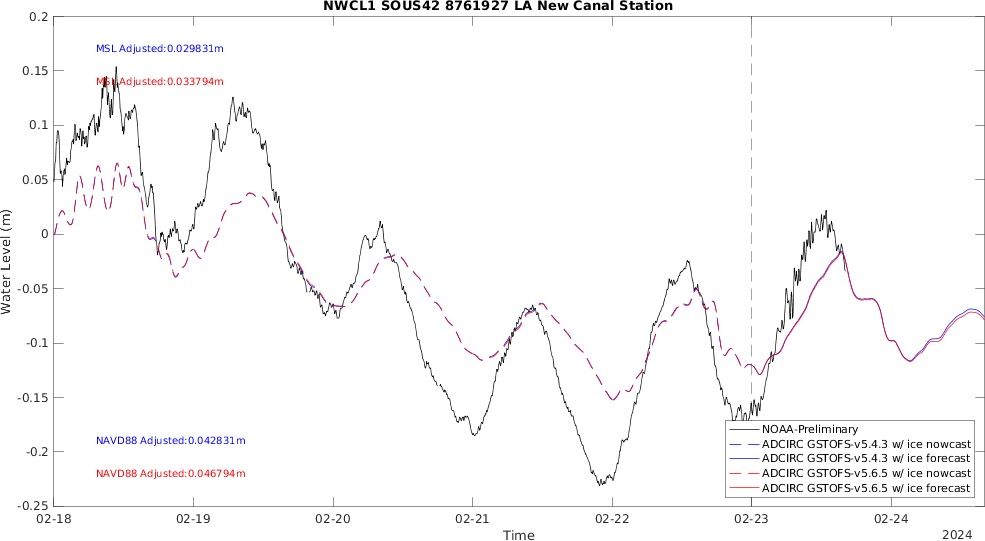 NWCL1 SOUS42 8761927 LA New Canal Station
0.2
0.15
0.1
0.05
0
-0.05
-0.1
-0.15
-0.2
-0.25
Water Level (m)
MSL Adjusted:0.029831m
MSL Adjusted:0.033794m
NAVD88 Adjusted:0.042831m
NAVD88 Adjusted:0.046794m
NOAA-Preliminary
ADCIRC GSTOFS-v5.4.3 w/ ice nowcast
ADCIRC GSTOFS-v5.4.3 w/ ice forecast
ADCIRC GSTOFS-v5.6.5 w/ ice nowcast
ADCIRC GSTOFS-v5.6.5 w/ ice forecast
02-18 02-19 02-20 02-21 02-22 02-23 02-24
Time
2024